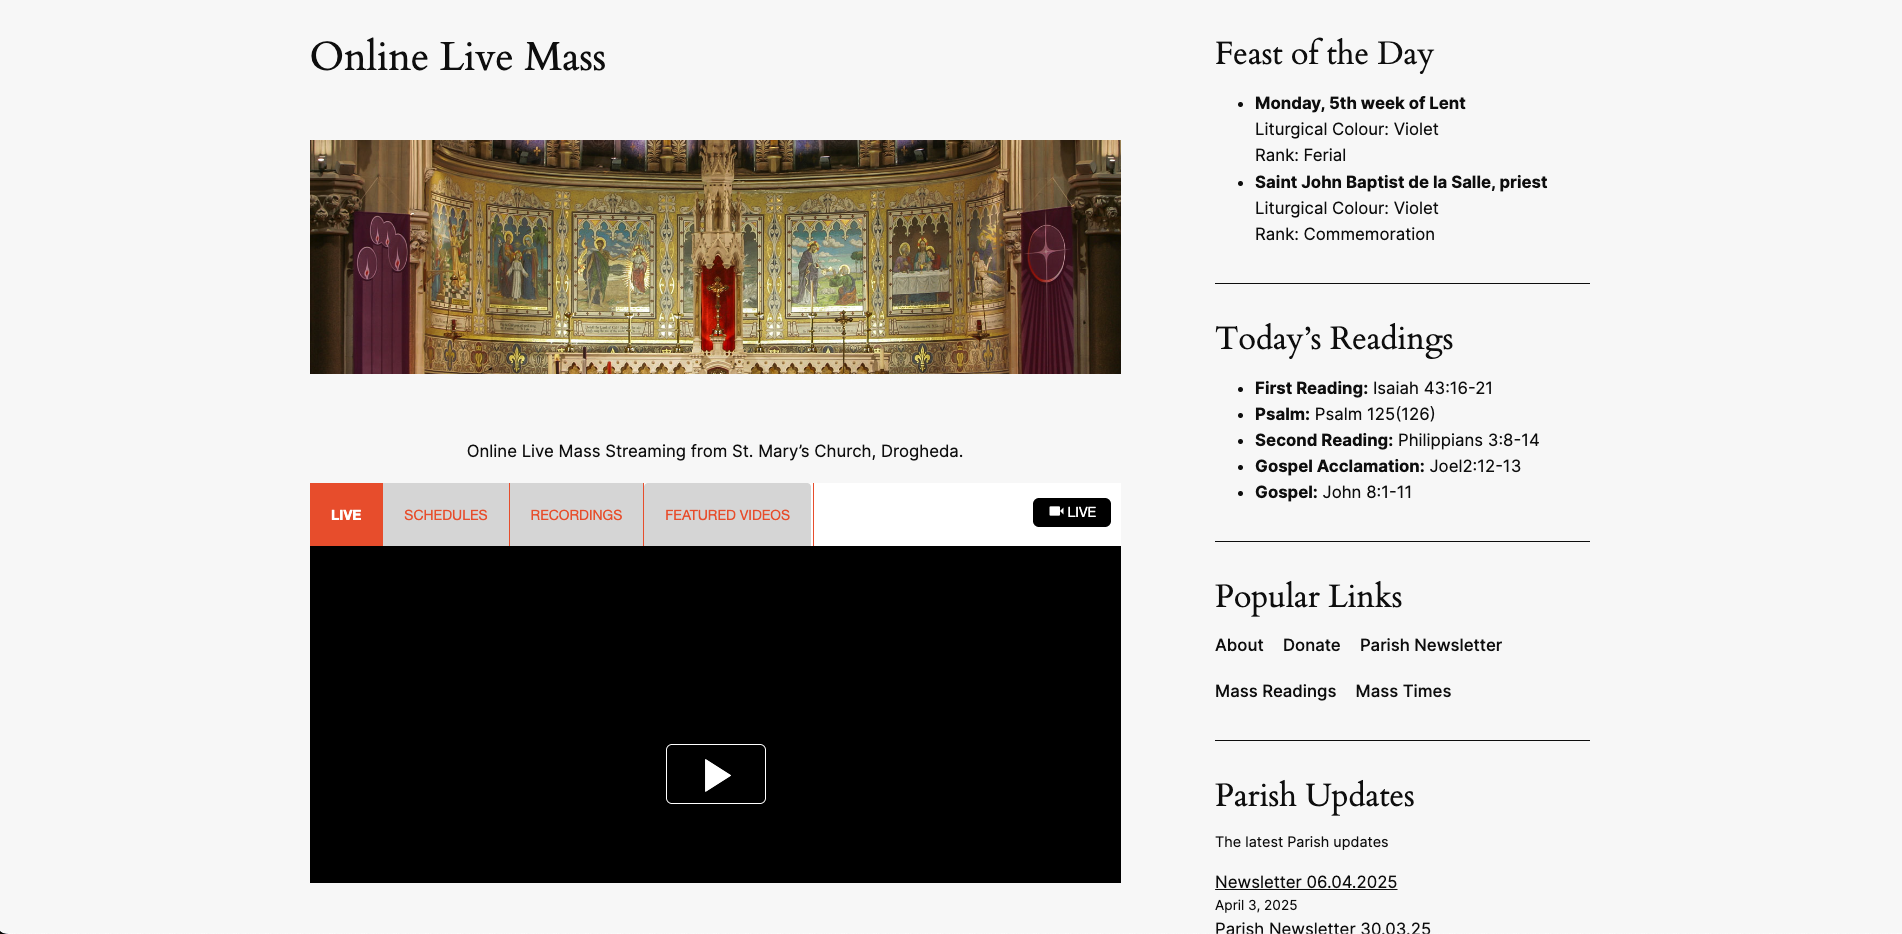 Online Live Mass
Online Live Mass Streaming from St. Mary’s Church, Drogheda.
LIVE
SCHEDULES
RECORDINGS
FEATURED VIDEOS
LIVE
Feast of the Day
Monday, 5th week of Lent
Liturgical Colour: Violet
Rank: Ferial
Saint John Baptist de la Salle, priest
Liturgical Colour: Violet
Rank: Commemoration
Today’s Readings
First Reading: Isaiah 43:16-21
Psalm: Psalm 125(126)
Second Reading: Philippians 3:8-14
Gospel Acclamation: Joel2:12-13
Gospel: John 8:1-11
Popular Links
About Donate Parish Newsletter
Mass Readings Mass Times
Parish Updates
The latest Parish updates
Newsletter 06.04.2025
April 3, 2025
Parish Newsletter 30.03.25